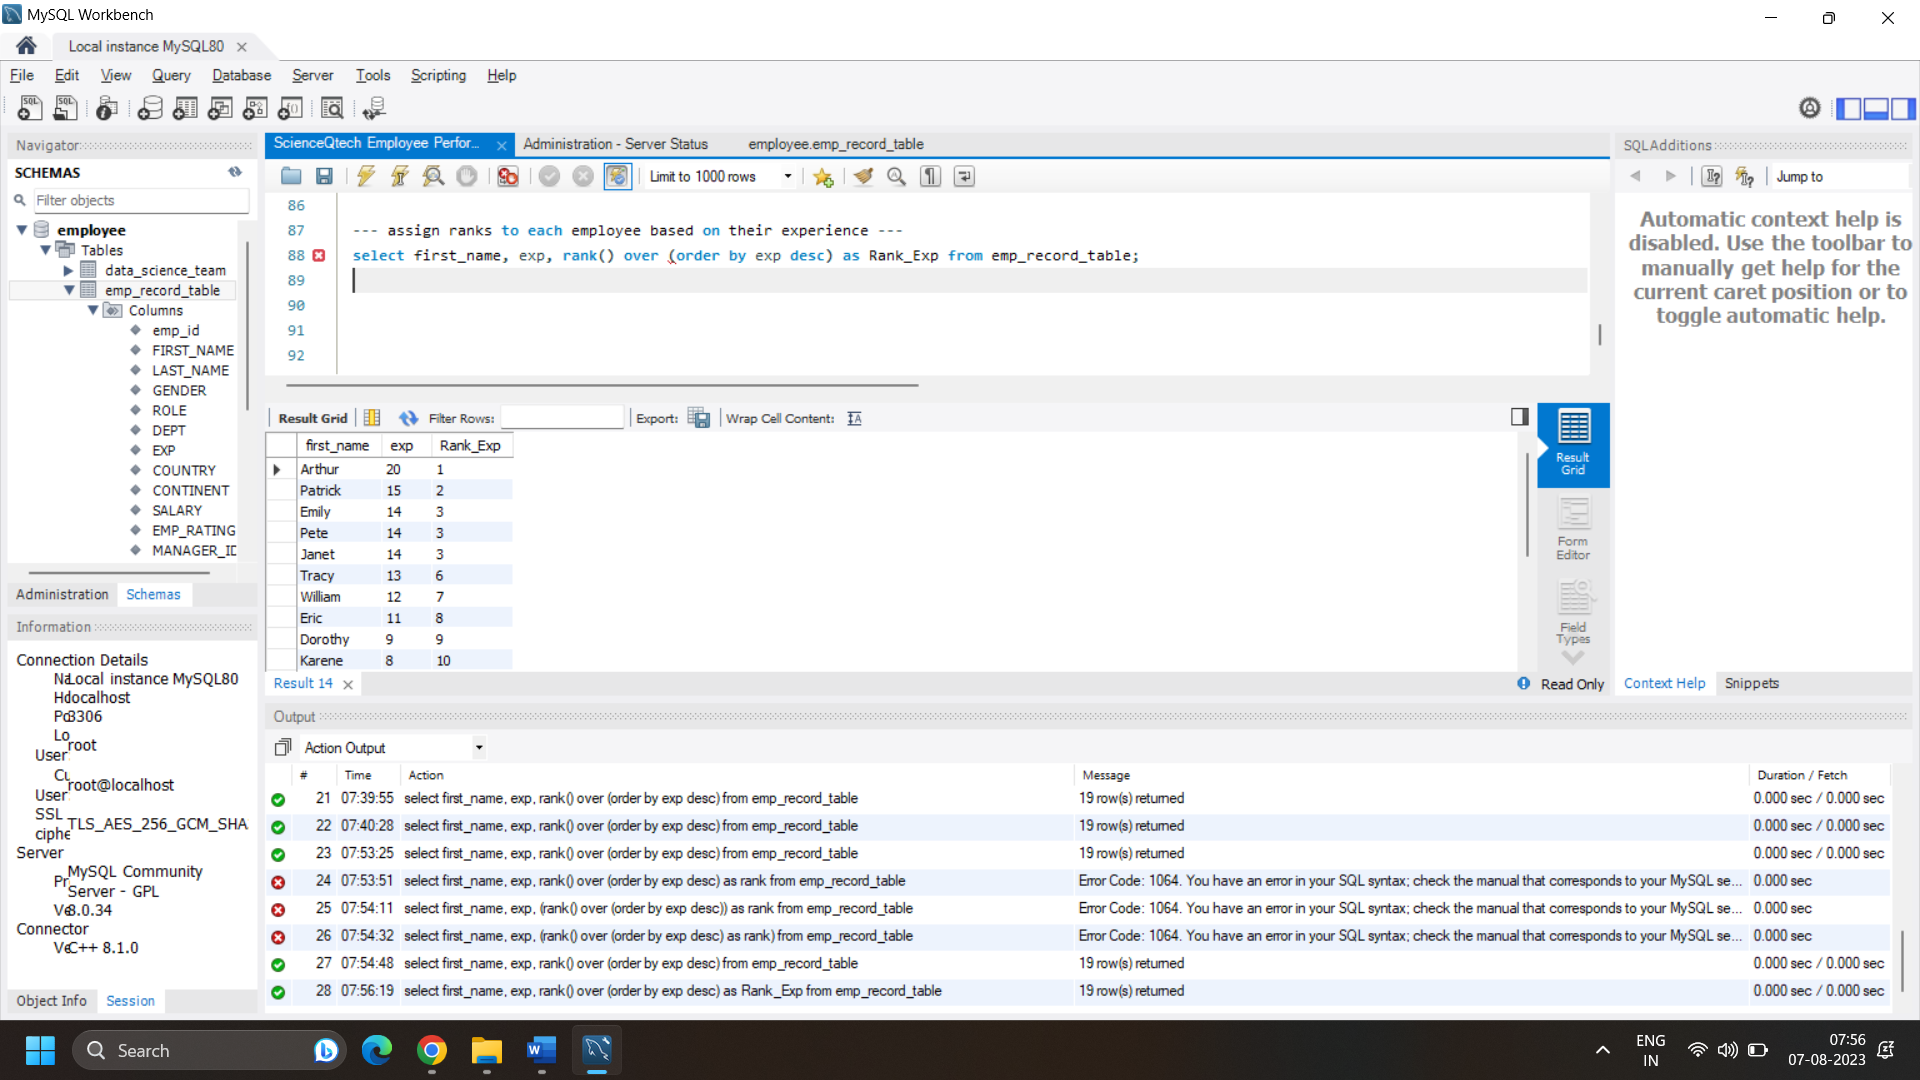 MySQL Workbench
Local instance MySQL80
File Edit View Query Database Server Tools Scripting Help
Navigator
SCHEMAS
Filter objects
employee
Tables
data_science_team
emp_record_table
Columns
emp_id
FIRST_NAME
LAST_NAME
GENDER
ROLE
DEPT
EXP
COUNTRY
CONTINENT
SALARY
EMP_RATING
MANAGER_ID
Administration Schemas
Information
Connection Details
Local instance MySQL80
localhost
3306
root
User
root@localhost
User
SSL
ciphe TLS_AES_256_GCM_SHA
Server
MySQL Community
Server - GPL
8.0.34
Connector
C++ 8.1.0
Object Info Session
ScienceQtech Employee Perfor... Administration - Server Status employee.emp_record_table
Limit to 1000 rows
86
87 --- assign ranks to each employee based on their experience ---
88 select first_name, exp, rank() over (order by exp desc) as Rank_Exp from emp_record_table;
89
90
91
92
Result Grid Filter Rows: Export: Wrap Cell Content:
first_name exp Rank_Exp
Arthur 20 1
Patrick 15 2
Emily 14 3
Pete 14 3
Janet 14 3
Tracy 13 6
William 12 7
Eric 11 8
Dorothy 9 9
Karene 8 10
Result Grid
Form Editor
Field Types
Result 14 Read Only
SQLAdditions
Jump to
Automatic context help is
disabled. Use the toolbar to
manually get help for the
current caret position or to
toggle automatic help.
Context Help Snippets
Output
Action Output
# Time Action Message Duration / Fetch
21 07:39:55 select first_name, exp, rank() over (order by exp desc) from emp_record_table 19 row(s) returned 0.000 sec / 0.000 sec
22 07:40:28 select first_name, exp, rank() over (order by exp desc) from emp_record_table 19 row(s) returned 0.000 sec / 0.000 sec
23 07:53:25 select first_name, exp, rank() over (order by exp desc) from emp_record_table 19 row(s) returned 0.000 sec / 0.000 sec
24 07:53:51 select first_name, exp, rank() over (order by exp desc) as rank from emp_record_table Error Code: 1064. You have an error in your SQL syntax; check the manual that corresponds to your MySQL se... 0.000 sec
25 07:54:11 select first_name, exp, (rank() over (order by exp desc)) as rank from emp_record_table Error Code: 1064. You have an error in your SQL syntax; check the manual that corresponds to your MySQL se... 0.000 sec
26 07:54:32 select first_name, exp, (rank() over (order by exp desc) as rank) from emp_record_table Error Code: 1064. You have an error in your SQL syntax; check the manual that corresponds to your MySQL se... 0.000 sec
27 07:54:48 select first_name, exp, rank() over (order by exp desc) from emp_record_table 19 row(s) returned 0.000 sec / 0.000 sec
28 07:56:19 select first_name, exp, rank() over (order by exp desc) as Rank_Exp from emp_record_table 19 row(s) returned 0.000 sec / 0.000 sec
Search
ENG
IN
07:56
07-08-2023